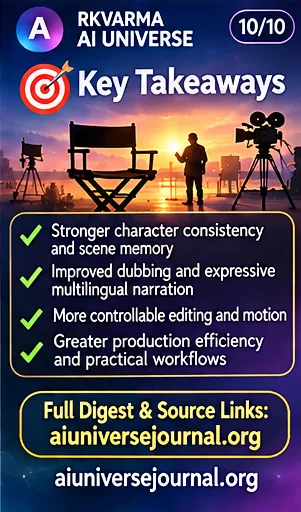 A
RKVARMA
AI UNIVERSE
10/10
Key Takeaways
Stronger character consistency
and scene memory
Improved dubbing and expressive
multilingual narration
More controllable editing and motion
Greater production efficiency
and practical workflows
Full Digest & Source Links:
aiuniversejournal.org
aiuniversejournal.org